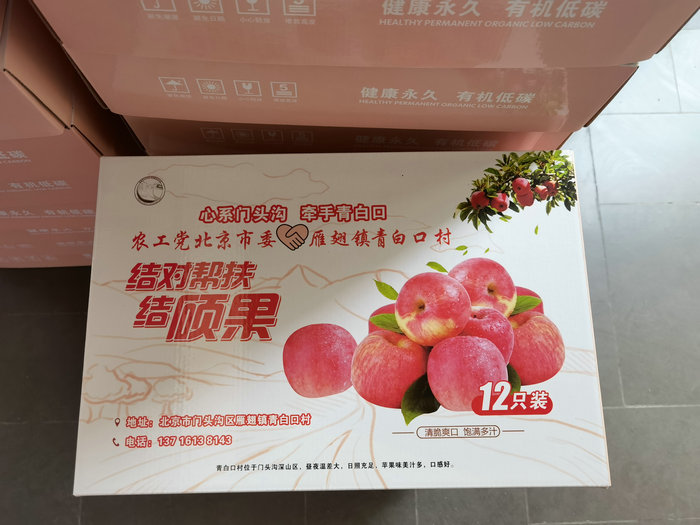 健康永久 有机低碳
HEALTHY PERMANENT ORGANIC LOW CARBON
健康永久 有机低碳
HEALTHY PERMANENT ORGANIC LOW CARBON
心系门头沟 牵手青白口
农工党北京市委 雁翅镇青白口村
结对帮扶
结硕果
12只装
清脆爽口 饱满多汁
地址:北京市门头沟区雁翅镇青白口村
电话:137 1613 8143
青白口村位于门头沟深山区,昼夜温差大,日照充足,苹果味美汁多,口感好。